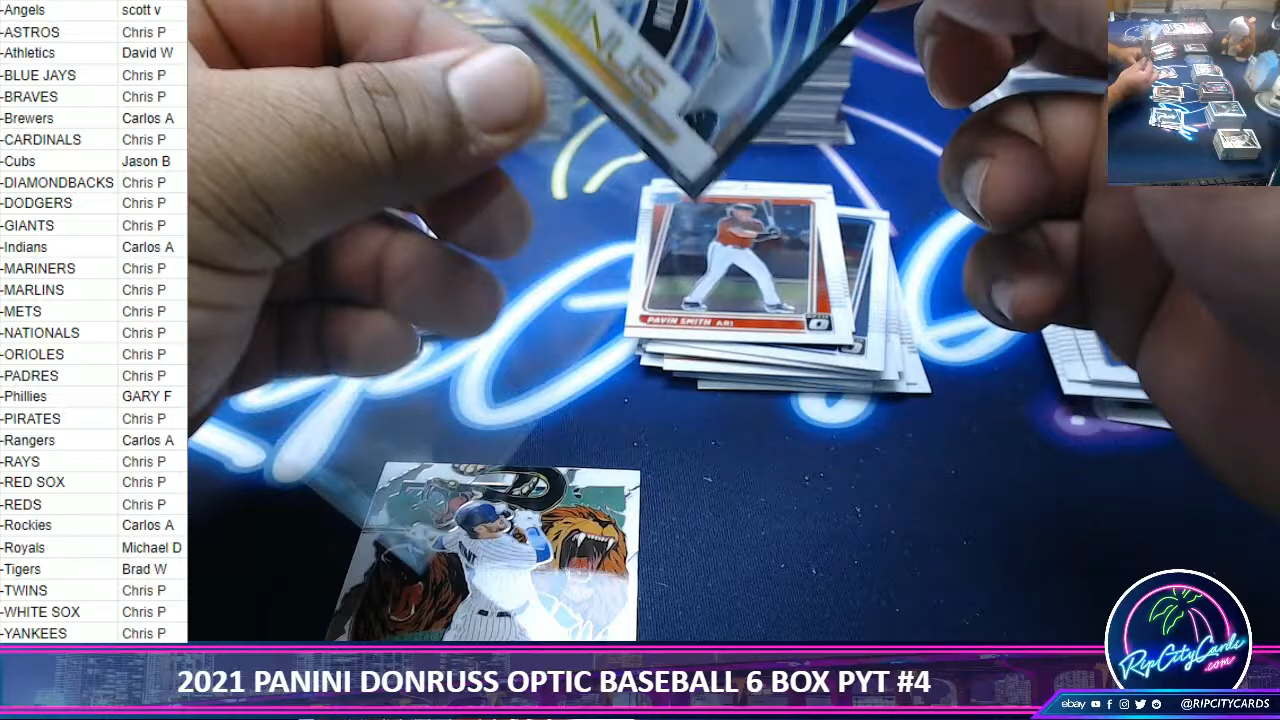 -Angels scott v
-ASTROS Chris P
-Athletics David W
-BLUE JAYS Chris P
-BRAVES Chris P
-Brewers Carlos A
-CARDINALS Chris P
-Cubs Jason B
-DIAMONDBACKS Chris P
-DODGERS Chris P
-GIANTS Chris P
-Indians Carlos A
-MARINERS Chris P
-MARLINS Chris P
-METS Chris P
-NATIONALS Chris P
-ORIOLES Chris P
-PADRES Chris P
-Phillies GARY F
-PIRATES Chris P
-Rangers Carlos A
-RAYS Chris P
-RED SOX Chris P
-REDS Chris P
-Rockies Carlos A
-Royals Michael D
-Tigers Brad W
-TWINS Chris P
-WHITE SOX Chris P
-YANKEES Chris P
PAVIN SMITH ARI
2021 PANINI DONRUSS OPTIC BASEBALL 6 BOX PYT #4
RipCityCards
.com
ebay @RIPCITYCARDS